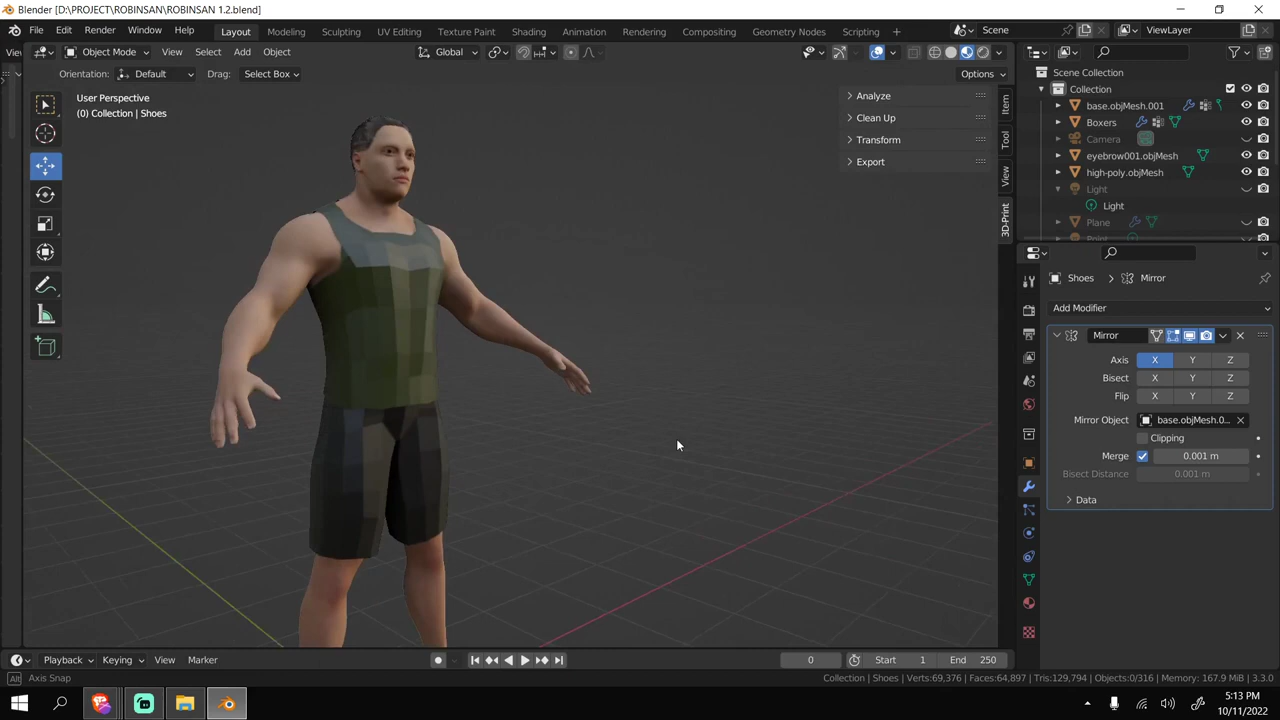 Blender [D:\PROJECT\ROBINSAN\ROBINSAN 1.2.blend]
File Edit Render Window Help Layout Modeling Sculpting UV Editing Texture Paint Shading Animation Rendering Compositing Geometry Nodes Scripting + Scene ViewLayer
Object Mode View Select Add Object Global
Orientation: Default Drag: Select Box Options
User Perspective
(0) Collection | Shoes
Analyze
Clean Up
Transform
Export
Item
Tool
View
3D-Print
Scene Collection
Collection
base.objMesh.001
Boxers
Camera
eyebrow001.objMesh
high-poly.objMesh
Light
Light
Plane
Shoes > Mirror
Add Modifier
Mirror
Axis X Y Z
Bisect X Y Z
Flip X Y Z
Mirror Object base.objMesh.0...
Clipping
Merge 0.001 m
Bisect Distance 0.001 m
Data
Playback Keying View Marker 0 Start 1 End 250
Alt Axis Snap Collection | Shoes Verts:69,376 | Faces:64,897 | Tris:129,794 | Objects:0/316 | Memory: 167.9 MiB | 3.3.0
5:13 PM
10/11/2022